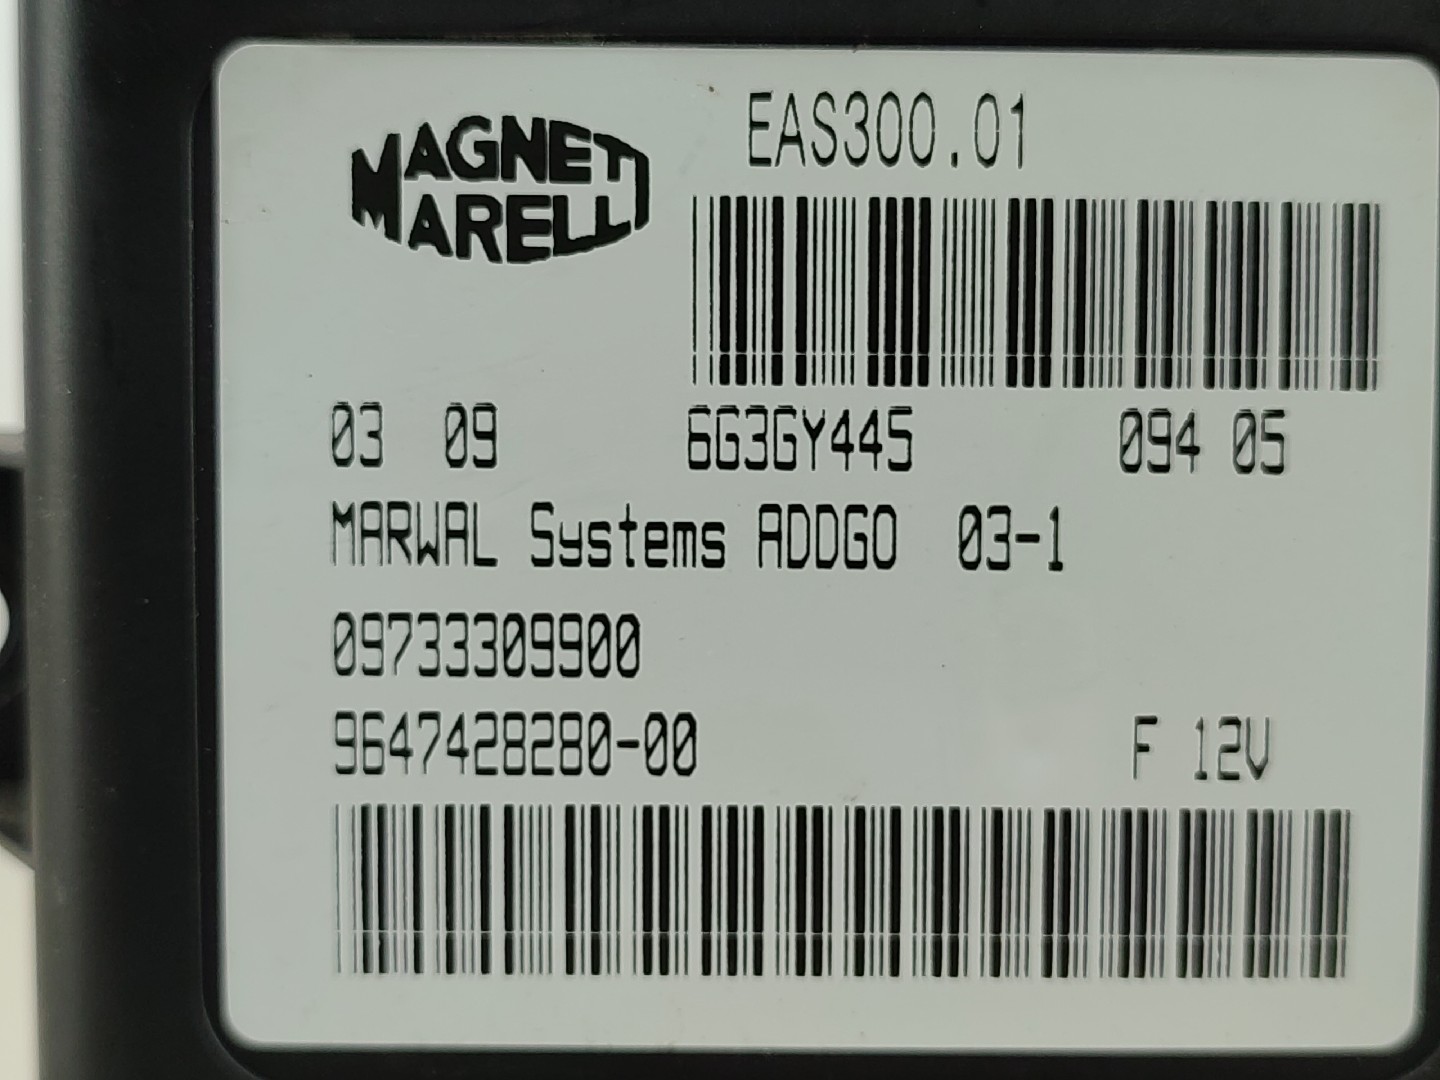 MAGNETI
MARELLI
EAS300.01
03 09 6G3GY445 094 05
MARWAL Systems ADDGO 03-1
09733309900
9647428280-00 F 12V